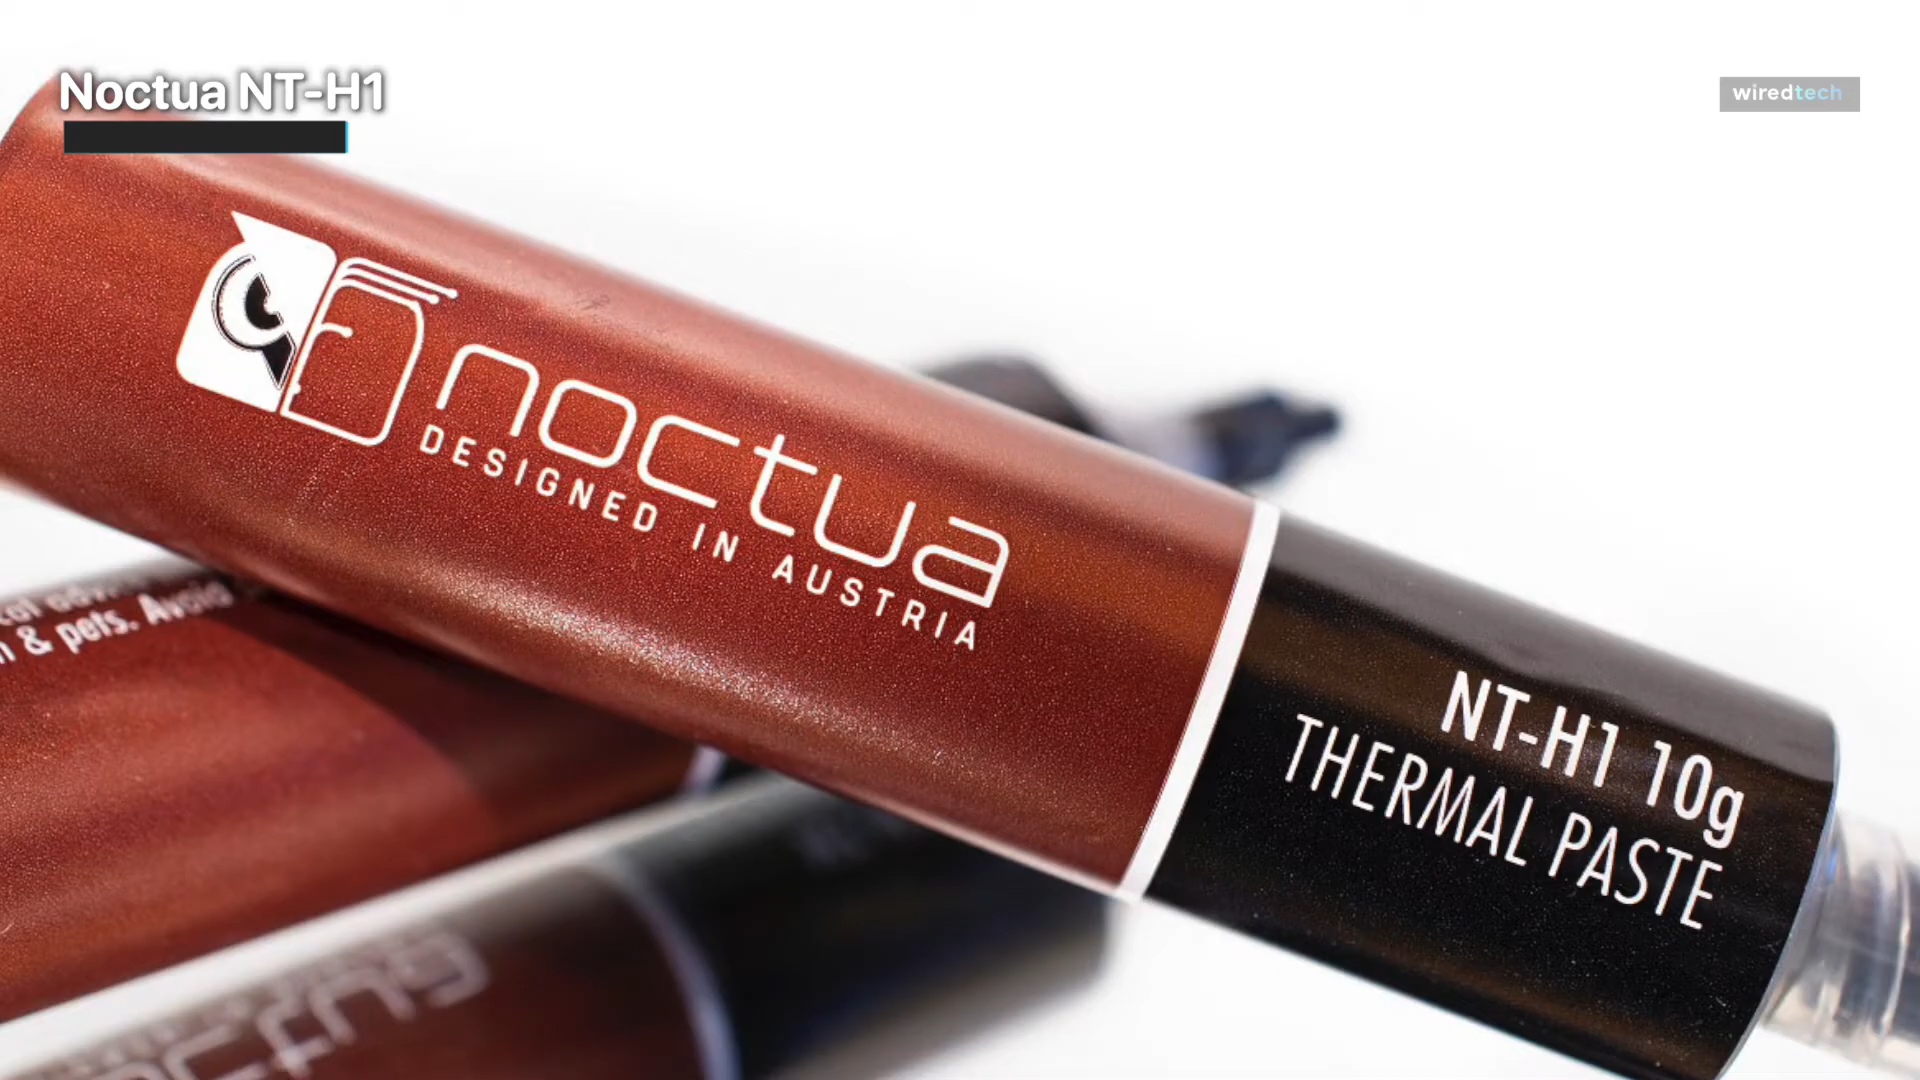 Noctua NT-H1
wiredtech
noctua
DESIGNED IN AUSTRIA
NT-H1 10g
THERMAL PASTE
& pets. Avoid